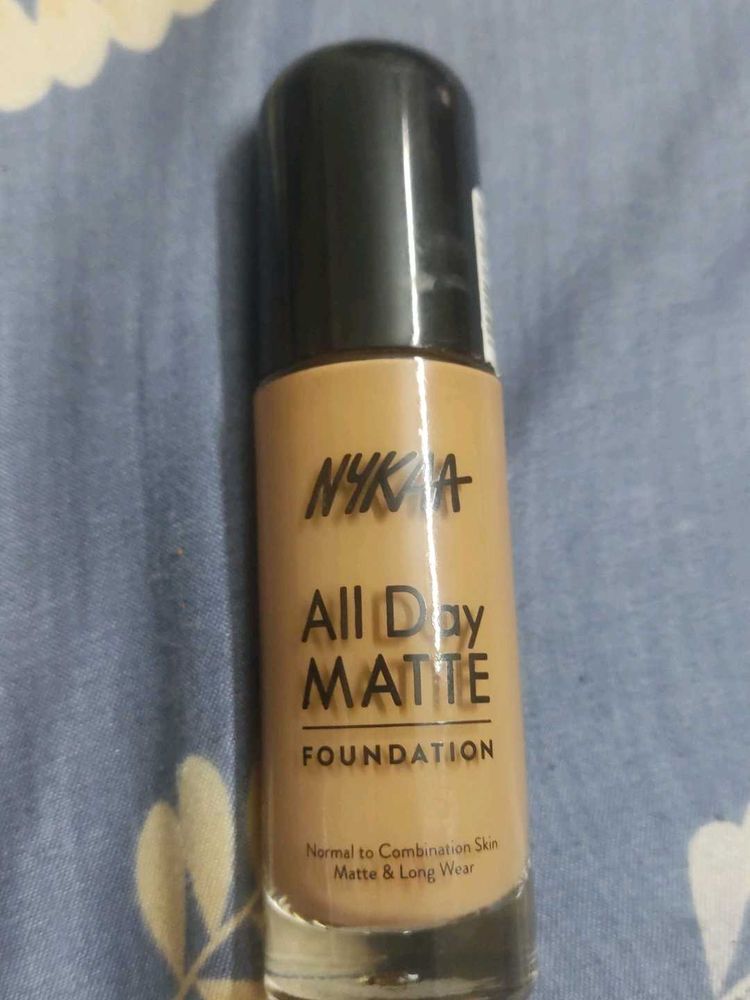 NYKAA
All Day
MATTE
FOUNDATION
Normal to Combination Skin
Matte & Long Wear